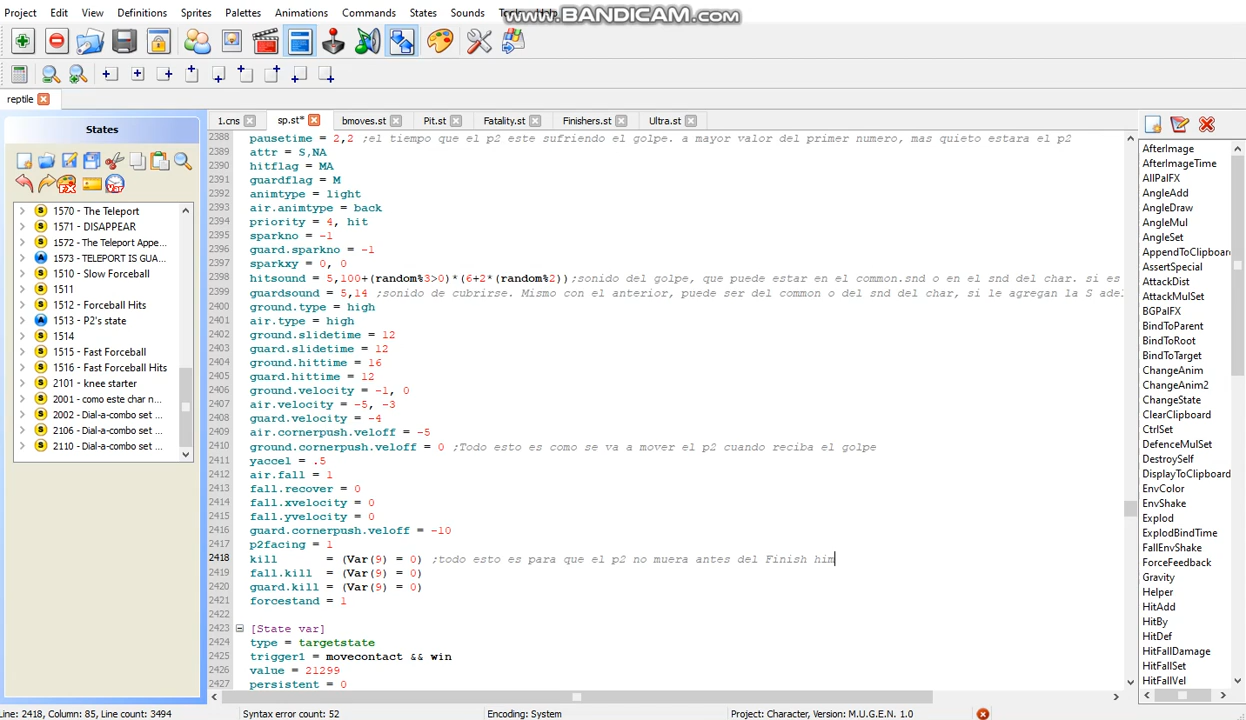 Project Edit View Definitions Sprites Palettes Animations Commands States Sounds Tools Help
www.BANDICAM.com
reptile
States
1.cns sp.st* bmoves.st Pit.st Fatality.st Finishers.st Ultra.st
1570 - The Teleport
1571 - DISAPPEAR
1572 - The Teleport Appe...
1573 - TELEPORT IS GUA...
1510 - Slow Forceball
1511
1512 - Forceball Hits
1513 - P2's state
1514
1515 - Fast Forceball
1516 - Fast Forceball Hits
2101 - knee starter
2001 - como este char n...
2002 - Dial-a-combo set ...
2106 - Dial-a-combo set ...
2110 - Dial-a-combo set ...
2388 pausetime = 2,2 ;el tiempo que el p2 este sufriendo el golpe. a mayor valor del primer numero, mas quieto estara el p2
2389 attr = S,NA
2390 hitflag = MA
2391 guardflag = M
2392 animtype = light
2393 air.animtype = back
2394 priority = 4, hit
2395 sparkno = -1
2396 guard.sparkno = -1
2397 sparkxy = 0, 0
2398 hitsound = 5,100+(random%3>0)*(6+2*(random%2));sonido del golpe, que puede estar en el common.snd o en el snd del char. si es
2399 guardsound = 5,14 ;sonido de cubrirse. Mismo con el anterior, puede ser del common o del snd del char, si le agregan la S adel
2400 ground.type = high
2401 air.type = high
2402 ground.slidetime = 12
2403 guard.slidetime = 12
2404 ground.hittime = 16
2405 guard.hittime = 12
2406 ground.velocity = -1, 0
2407 air.velocity = -5, -3
2408 guard.velocity = -4
2409 air.cornerpush.veloff = -5
2410 ground.cornerpush.veloff = 0 ;Todo esto es como se va a mover el p2 cuando reciba el golpe
2411 yaccel = .5
2412 air.fall = 1
2413 fall.recover = 0
2414 fall.xvelocity = 0
2415 fall.yvelocity = 0
2416 guard.cornerpush.veloff = -10
2417 p2facing = 1
2418 kill = (Var(9) = 0) ;todo esto es para que el p2 no muera antes del Finish him
2419 fall.kill = (Var(9) = 0)
2420 guard.kill = (Var(9) = 0)
2421 forcestand = 1
2422
2423 [State var]
2424 type = targetstate
2425 trigger1 = movecontact && win
2426 value = 21299
2427 persistent = 0
AfterImage
AfterImageTime
AllPalFX
AngleAdd
AngleDraw
AngleMul
AngleSet
AppendToClipboar
AssertSpecial
AttackDist
AttackMulSet
BGPalFX
BindToParent
BindToRoot
BindToTarget
ChangeAnim
ChangeAnim2
ChangeState
ClearClipboard
CtrlSet
DefenceMulSet
DestroySelf
DisplayToClipboard
EnvColor
EnvShake
Explod
ExplodBindTime
FallEnvShake
ForceFeedback
Gravity
Helper
HitAdd
HitBy
HitDef
HitFallDamage
HitFallSet
HitFallVel
Line: 2418, Column: 85, Line count: 3494 Syntax error count: 52 Encoding: System Project: Character, Version: M.U.G.E.N. 1.0